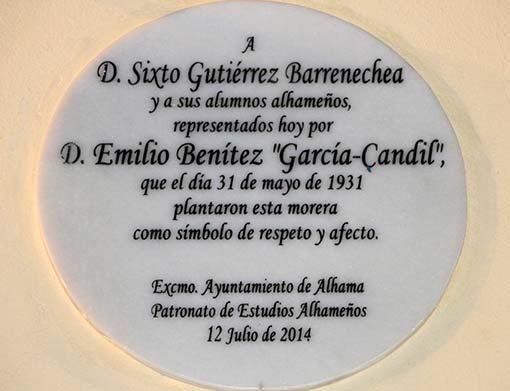 A
D. Sixto Gutiérrez Barrenechea
y a sus alumnos alhameños,
representados hoy por
D. Emilio Benítez "García-Candil",
que el día 31 de mayo de 1931
plantaron esta morera
como símbolo de respeto y afecto.
Excmo. Ayuntamiento de Alhama
Patronato de Estudios Alhameños
12 Julio de 2014